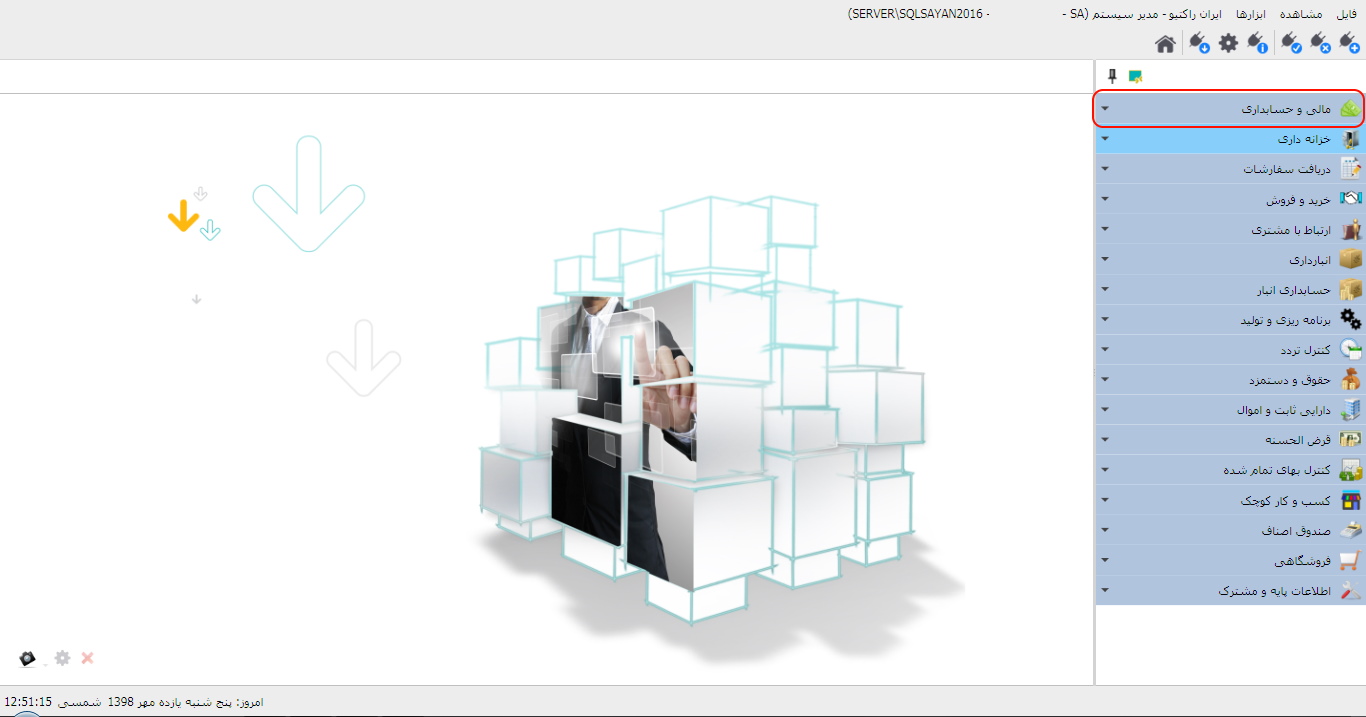 فایل مشاهده ابزارها ایران راکتیو - مدیر سیستم (SA - - SERVER\SQLSAYAN2016)
مالی و حسابداری
خزانه داری
دریافت سفارشات
خرید و فروش
ارتباط با مشتری
انبارداری
حسابداری انبار
برنامه ریزی و تولید
کنترل تردد
حقوق و دستمزد
دارایی ثابت و اموال
قرض الحسنه
کنترل بهای تمام شده
کسب و کار کوچک
صندوق اصناف
فروشگاهی
اطلاعات پایه و مشترک
امروز: پنج شنبه یازده مهر 1398 شمسی 12:51:15